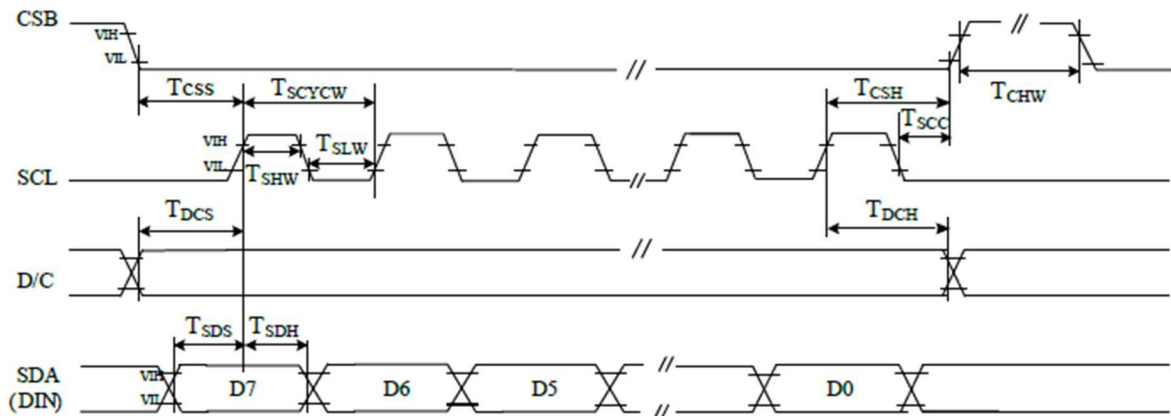 CSB
VIH
VIL
//
//
TCSS
TSCYCW
TCSH
TCHW
TSCC
SCL
VIH
VIL
TSHW
TSLW
//
TDCS
TDCH
D/C
//
TSDS
TSDH
SDA
(DIN)
VIH
VIL
D7
D6
D5
//
//
D0